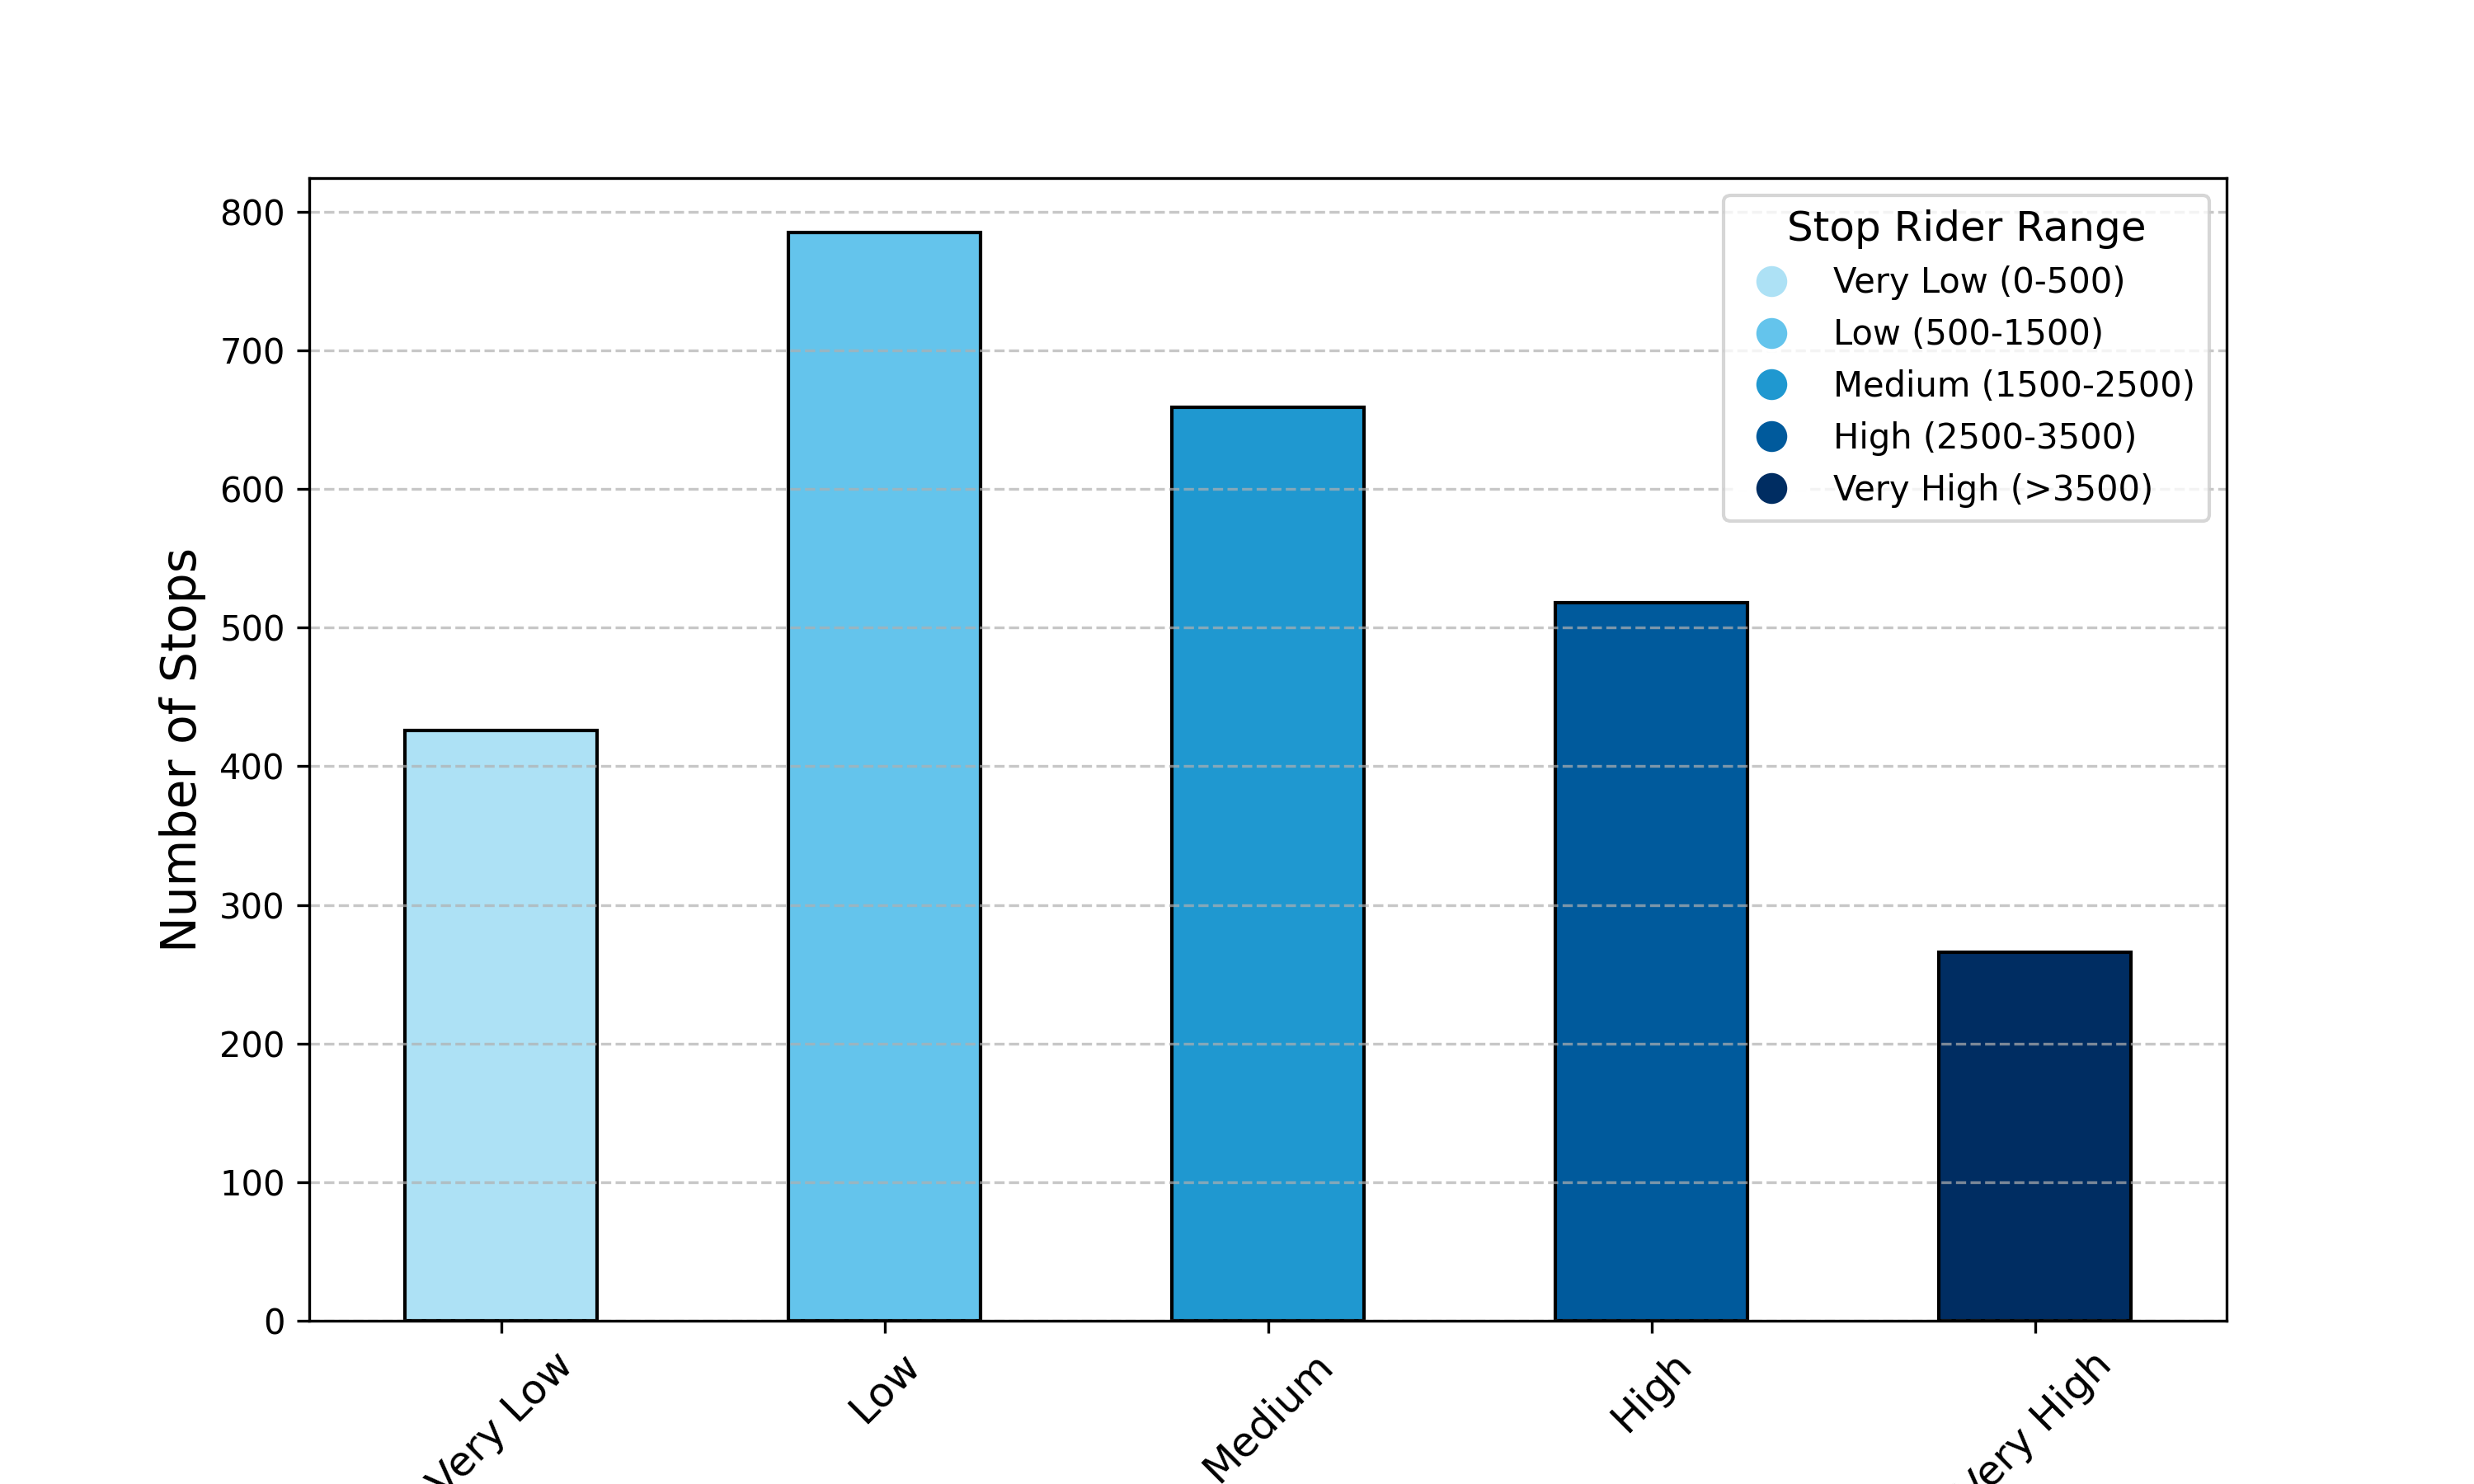 800
700
600
500
400
300
200
100
0
Number of Stops
Stop Rider Range
Very Low (0-500)
Low (500-1500)
Medium (1500-2500)
High (2500-3500)
Very High (>3500)
Very Low
Low
Medium
High
Very High